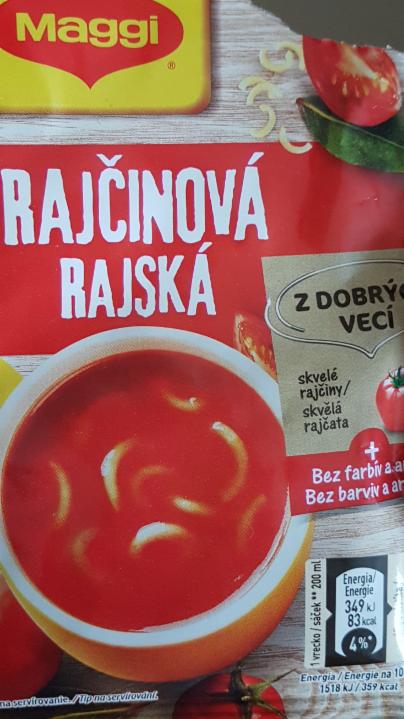 Maggi
®
RAJČINOVÁ
RAJSKÁ
Z DOBRÝC
VECÍ
skvelé
rajčiny/
skvělá
rajčata
+
Bez farbív a a
Bez barviv a ar
1 vrecko / sáček ** 200 ml
Energia/
Energie
349 kJ
83 kcal
4%*
Energia / Energie na 10
1518 kJ / 359 kcal
na servírovanie. / Tip na servírování.